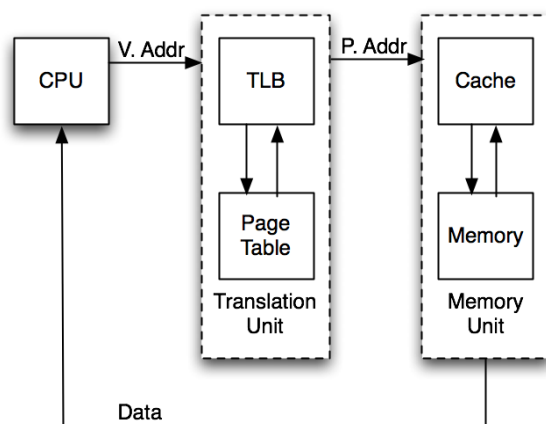 V. Addr
P. Addr
CPU
TLB
Cache
Page
Table
Memory
Translation
Unit
Memory
Unit
Data